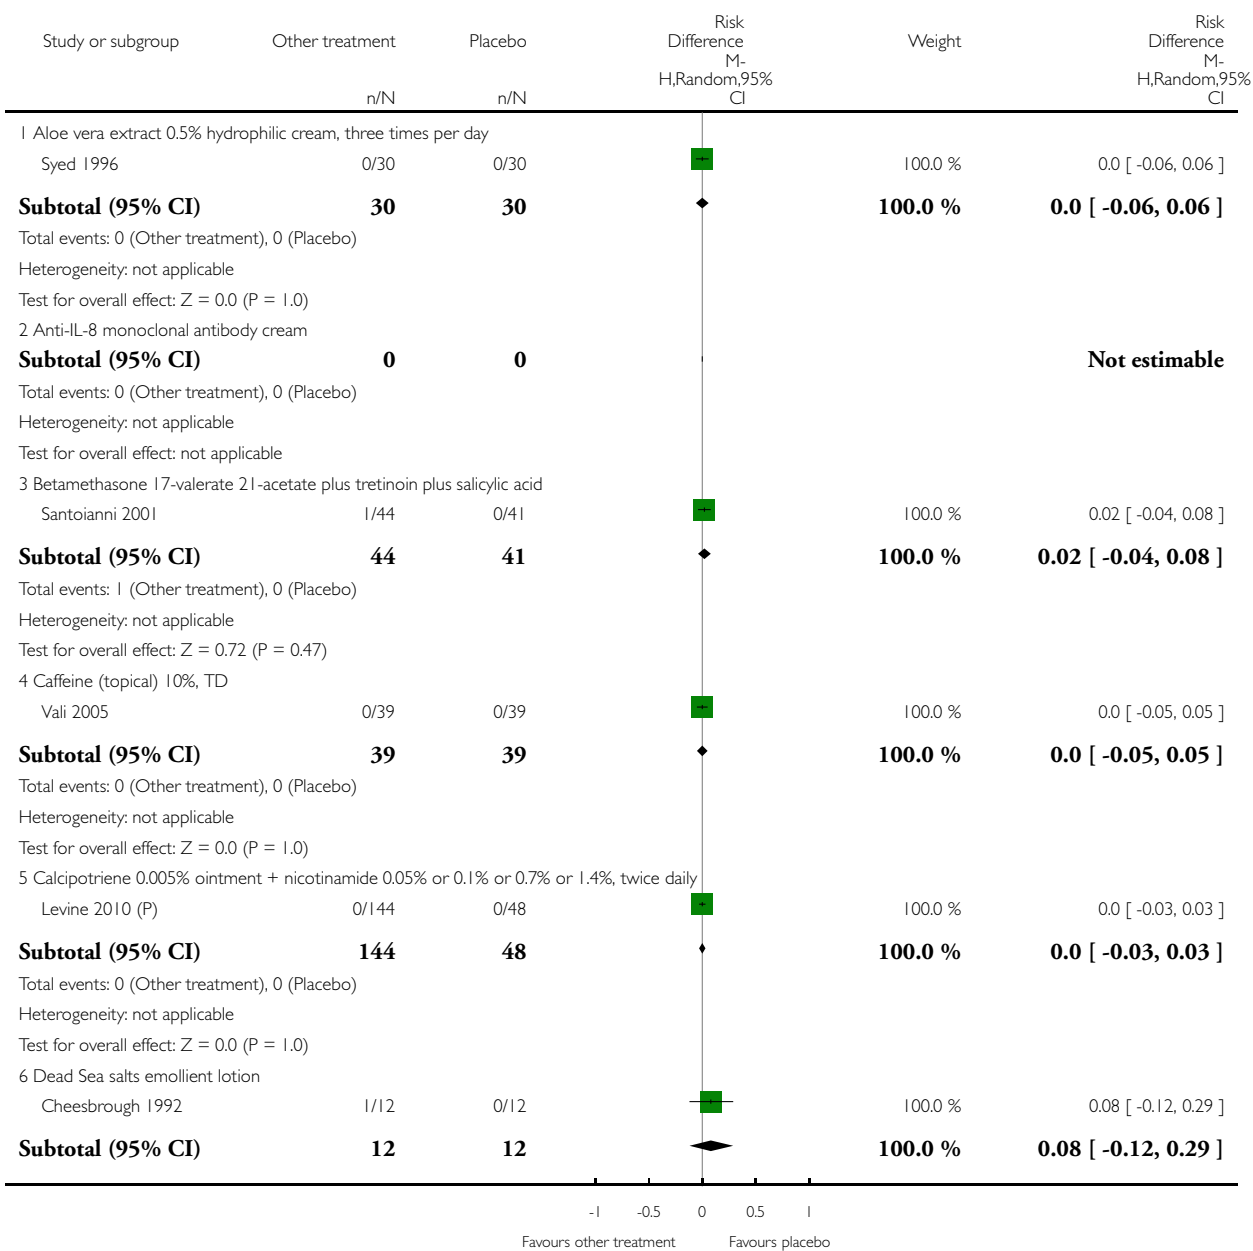 Study or subgroup Other treatment Placebo Risk Difference M-H,Random,95% CI Weight Risk Difference M-H,Random,95% CI
n/N n/N
1 Aloe vera extract 0.5% hydrophilic cream, three times per day
Syed 1996 0/30 0/30 100.0 % 0.0 [ -0.06, 0.06 ]
Subtotal (95% CI) 30 30 100.0 % 0.0 [ -0.06, 0.06 ]
Total events: 0 (Other treatment), 0 (Placebo)
Heterogeneity: not applicable
Test for overall effect: Z = 0.0 (P = 1.0)
2 Anti-IL-8 monoclonal antibody cream
Subtotal (95% CI) 0 0 Not estimable
Total events: 0 (Other treatment), 0 (Placebo)
Heterogeneity: not applicable
Test for overall effect: not applicable
3 Betamethasone 17-valerate 21-acetate plus tretinoin plus salicylic acid
Santoianni 2001 1/44 0/41 100.0 % 0.02 [ -0.04, 0.08 ]
Subtotal (95% CI) 44 41 100.0 % 0.02 [ -0.04, 0.08 ]
Total events: 1 (Other treatment), 0 (Placebo)
Heterogeneity: not applicable
Test for overall effect: Z = 0.72 (P = 0.47)
4 Caffeine (topical) 10%, TD
Vali 2005 0/39 0/39 100.0 % 0.0 [ -0.05, 0.05 ]
Subtotal (95% CI) 39 39 100.0 % 0.0 [ -0.05, 0.05 ]
Total events: 0 (Other treatment), 0 (Placebo)
Heterogeneity: not applicable
Test for overall effect: Z = 0.0 (P = 1.0)
5 Calcipotriene 0.005% ointment + nicotinamide 0.05% or 0.1% or 0.7% or 1.4%, twice daily
Levine 2010 (P) 0/144 0/48 100.0 % 0.0 [ -0.03, 0.03 ]
Subtotal (95% CI) 144 48 100.0 % 0.0 [ -0.03, 0.03 ]
Total events: 0 (Other treatment), 0 (Placebo)
Heterogeneity: not applicable
Test for overall effect: Z = 0.0 (P = 1.0)
6 Dead Sea salts emollient lotion
Cheesbrough 1992 1/12 0/12 100.0 % 0.08 [ -0.12, 0.29 ]
Subtotal (95% CI) 12 12 100.0 % 0.08 [ -0.12, 0.29 ]
-1 -0.5 0 0.5 1
Favours other treatment Favours placebo